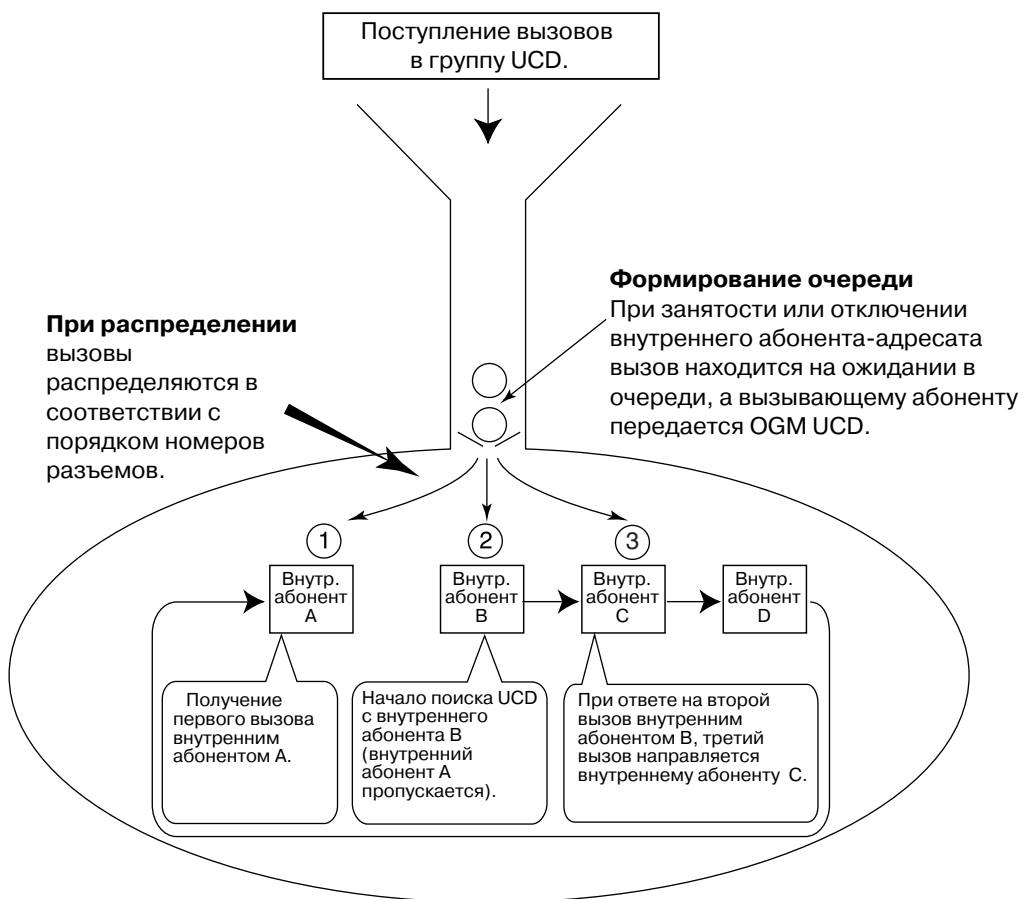 Поступление вызовов
в группу UCD.
Формирование очереди
При занятости или отключении
внутреннего абонента-адресата
вызов находится на ожидании в
очереди, а вызывающему абоненту
передается OGM UCD.
При распределении
вызовы
распределяются в
соответствии с
порядком номеров
разъемов.
1
2
3
Внутр.
абонент
A
Внутр.
абонент
B
Внутр.
абонент
C
Внутр.
абонент
D
Получение
первого вызова
внутренним
абонентом A.
Начало поиска UCD
с внутреннего
абонента B
(внутренний
абонент A
пропускается).
При ответе на второй
вызов внутренним
абонентом B, третий
вызов направляется
внутреннему абоненту C.